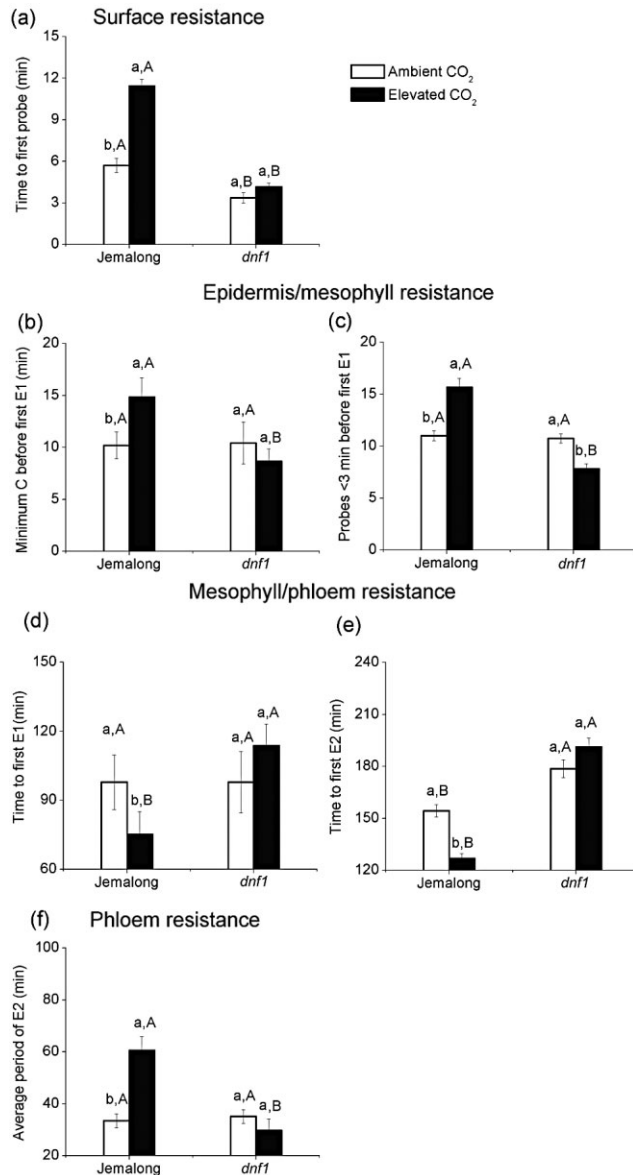 (a) Surface resistance
Time to first probe (min)
15
12
9
6
3
0
b,A
a,A
a,B
a,B
Jemalong
dnf1
Ambient CO2
Elevated CO2
Epidermis/mesophyll resistance
(b)
Minimum C before first E1 (min)
20
15
10
5
0
b,A
a,A
a,A
a,B
Jemalong
dnf1
(c)
Probes <3 min before first E1
20
15
10
5
0
b,A
a,A
a,A
b,B
Jemalong
dnf1
Mesophyll/phloem resistance
(d)
Time to first E1 (min)
150
120
90
60
a,A
b,B
a,A
a,A
Jemalong
dnf1
(e)
Time to first E2 (min)
240
210
180
150
120
a,B
b,B
a,A
a,A
Jemalong
dnf1
(f) Phloem resistance
Average period of E2 (min)
100
80
60
40
20
b,A
a,A
a,A
a,B
Jemalong
dnf1